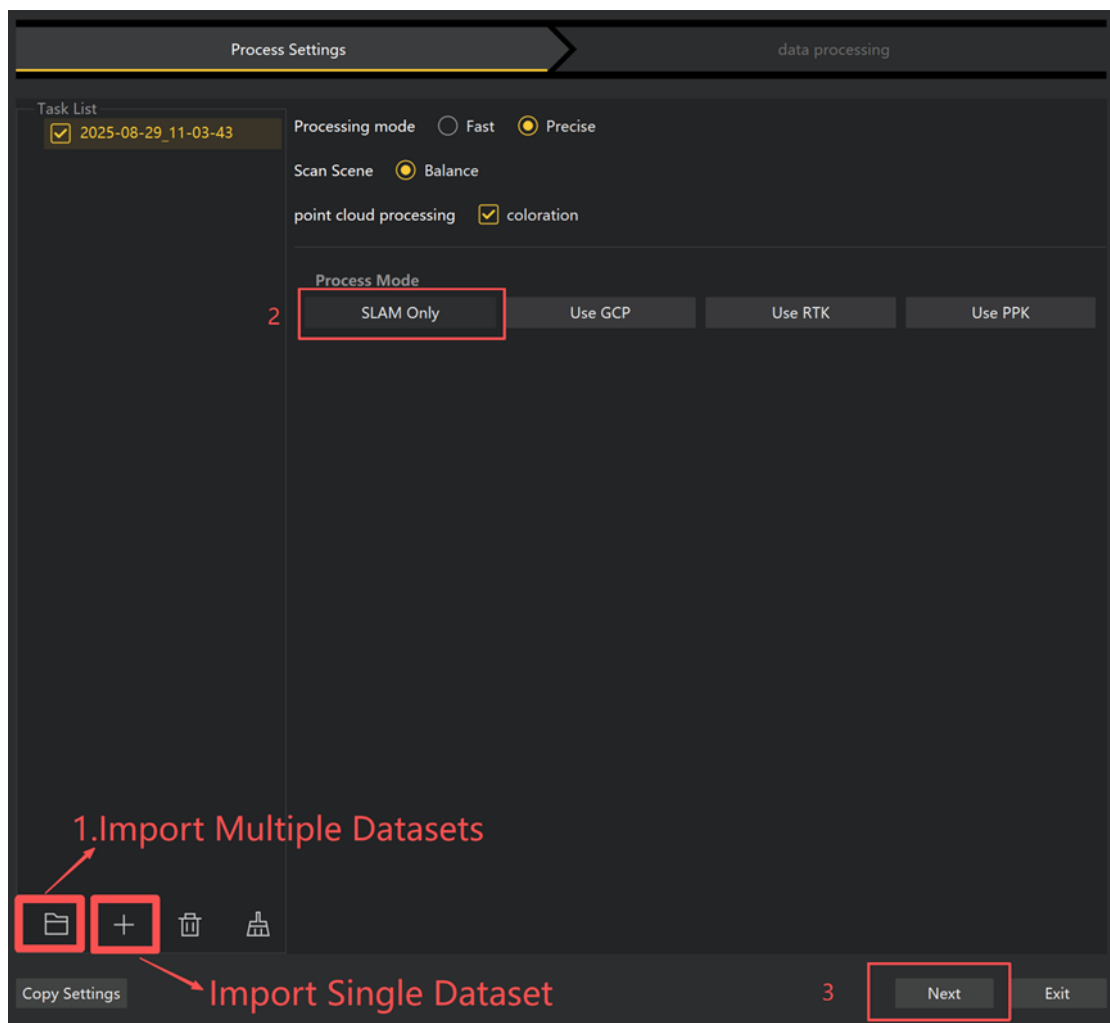 Process Settings
data processing
Task List
2025-08-29_11-03-43
Processing mode Fast Precise
Scan Scene Balance
point cloud processing coloration
Process Mode
2 SLAM Only Use GCP Use RTK Use PPK
1.Import Multiple Datasets
Copy Settings Import Single Dataset 3 Next Exit